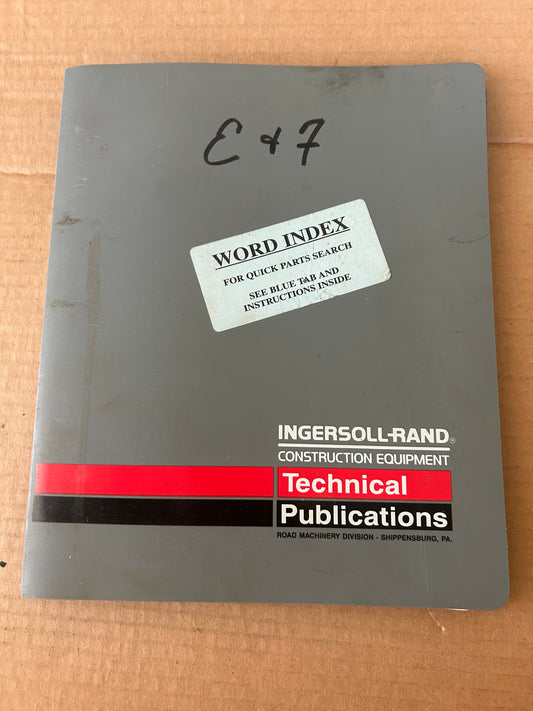 E & 7
WORD INDEX
FOR QUICK PARTS SEARCH
SEE BLUE TAB AND
INSTRUCTIONS INSIDE
INGERSOLL-RAND®
CONSTRUCTION EQUIPMENT
Technical
Publications
ROAD MACHINERY DIVISION - SHIPPENSBURG, PA.